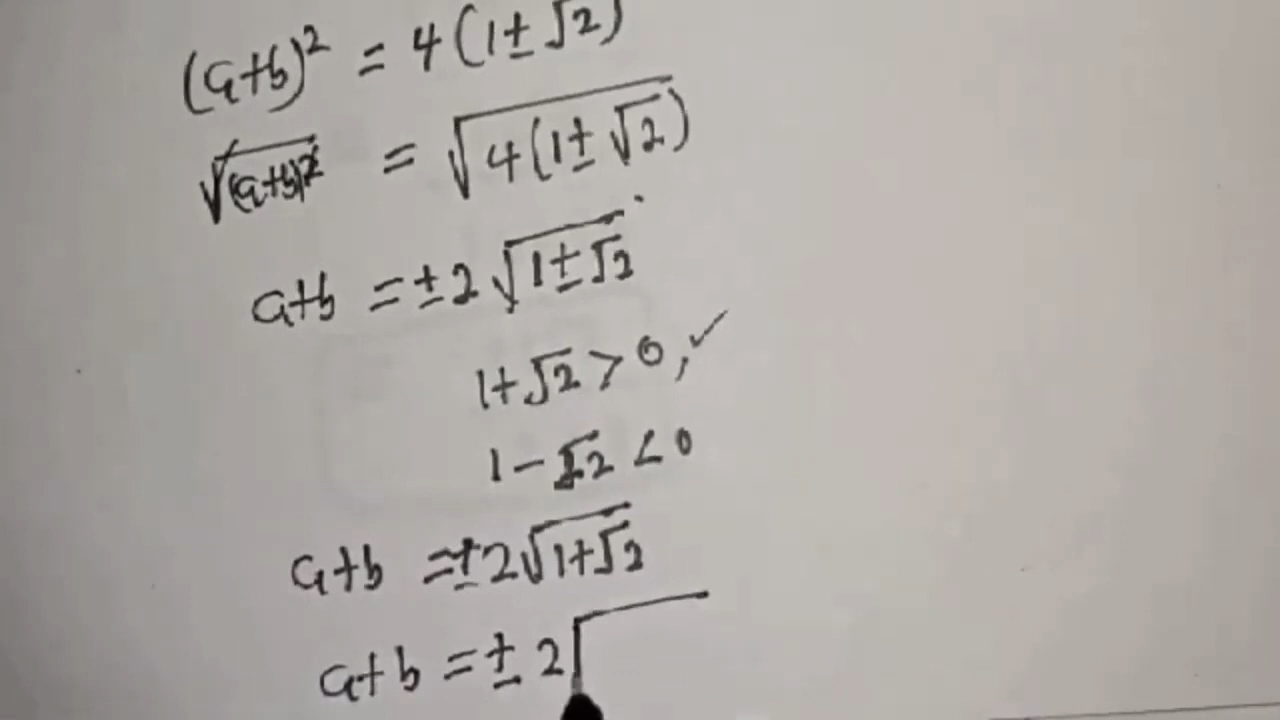 (a+b)² = 4(1±√2)
√(a+b)² = √4(1±√2)
a+b = ±2√1±√2
1+√2 > 0, ✓
1-√2 < 0
a+b = ±2√1+√2
a+b = ±2√